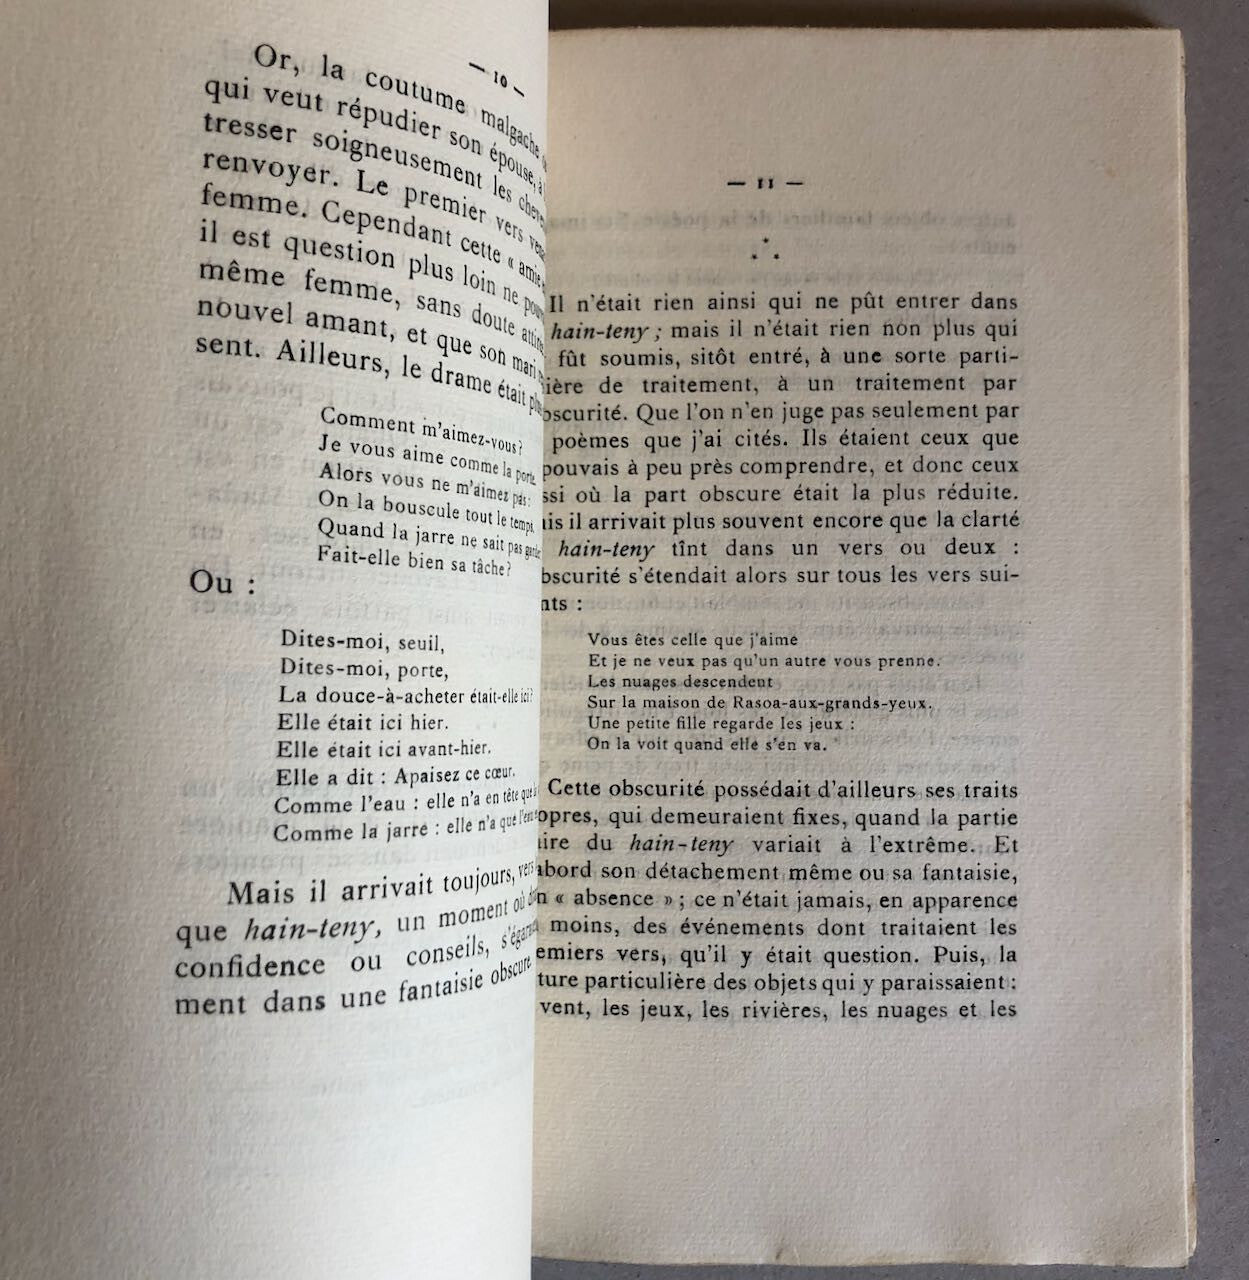 — 10 —
Or, la coutume malgache
qui veut répudier son épouse, à
tresser soigneusement les cheve
renvoyer. Le premier vers
femme. Cependant cette « amie
il est question plus loin ne
même femme, sans doute
nouvel amant, et que son mari
sent. Ailleurs, le drame était
Comment m'aimez-vous?
Je vous aime comme la porte.
Alors vous ne m'aimez pas:
On la bouscule tout le temps,
Quand la jarre ne sait pas
Fait-elle bien sa tâche?
Ou :
Dites-moi, seuil,
Dites-moi, porte,
La douce-à-acheter était-elle ici?
Elle était ici hier.
Elle était ici avant-hier.
Elle a dit : Apaisez ce cœur.
Comme l'eau : elle n'a en tête que
Comme la jarre : elle n'a que
Mais il arrivait toujours, vers
que hain-teny, un moment où
confidence ou conseils,
ment dans une fantaisie obscure
— 11 —
Il n'était rien ainsi qui ne pût entrer dans
hain-teny ; mais il n'était rien non plus qui
fût soumis, sitôt entré, à une sorte parti-
ière de traitement, à un traitement par
bscurité. Que l'on n'en juge pas seulement par
poèmes que j'ai cités. Ils étaient ceux que
pouvais à peu près comprendre, et donc ceux
ssi où la part obscure était la plus réduite.
is il arrivait plus souvent encore que la clarté
hain-teny tînt dans un vers ou deux :
bscurité s'étendait alors sur tous les vers sui-
nts :
Vous êtes celle que j'aime
Et je ne veux pas qu'un autre vous prenne.
Les nuages descendent
Sur la maison de Rasoa-aux-grands-yeux.
Une petite fille regarde les jeux :
On la voit quand elle s'en va.
Cette obscurité possédait d'ailleurs ses traits
opres, qui demeuraient fixes, quand la partie
ire du hain-teny variait à l'extrême. Et
abord son détachement même ou sa fantaisie,
n « absence » ; ce n'était jamais, en apparence
moins, des événements dont traitaient les
emiers vers, qu'il y était question. Puis, la
ture particulière des objets qui y paraissaient :
vent, les jeux, les rivières, les nuages et les